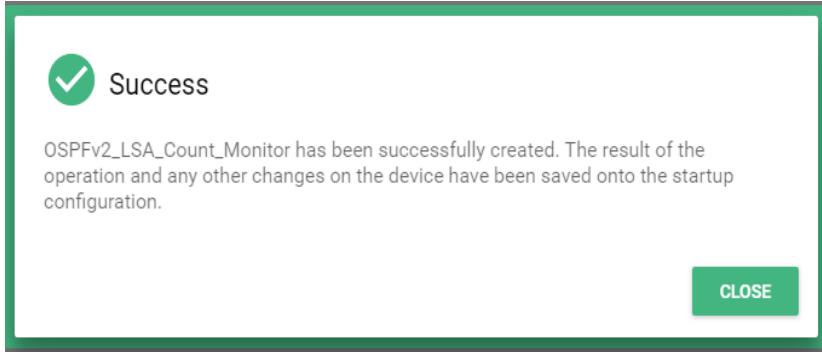 Success
OSPFv2_LSA_Count_Monitor has been successfully created. The result of the
operation and any other changes on the device have been saved onto the startup
configuration.
CLOSE